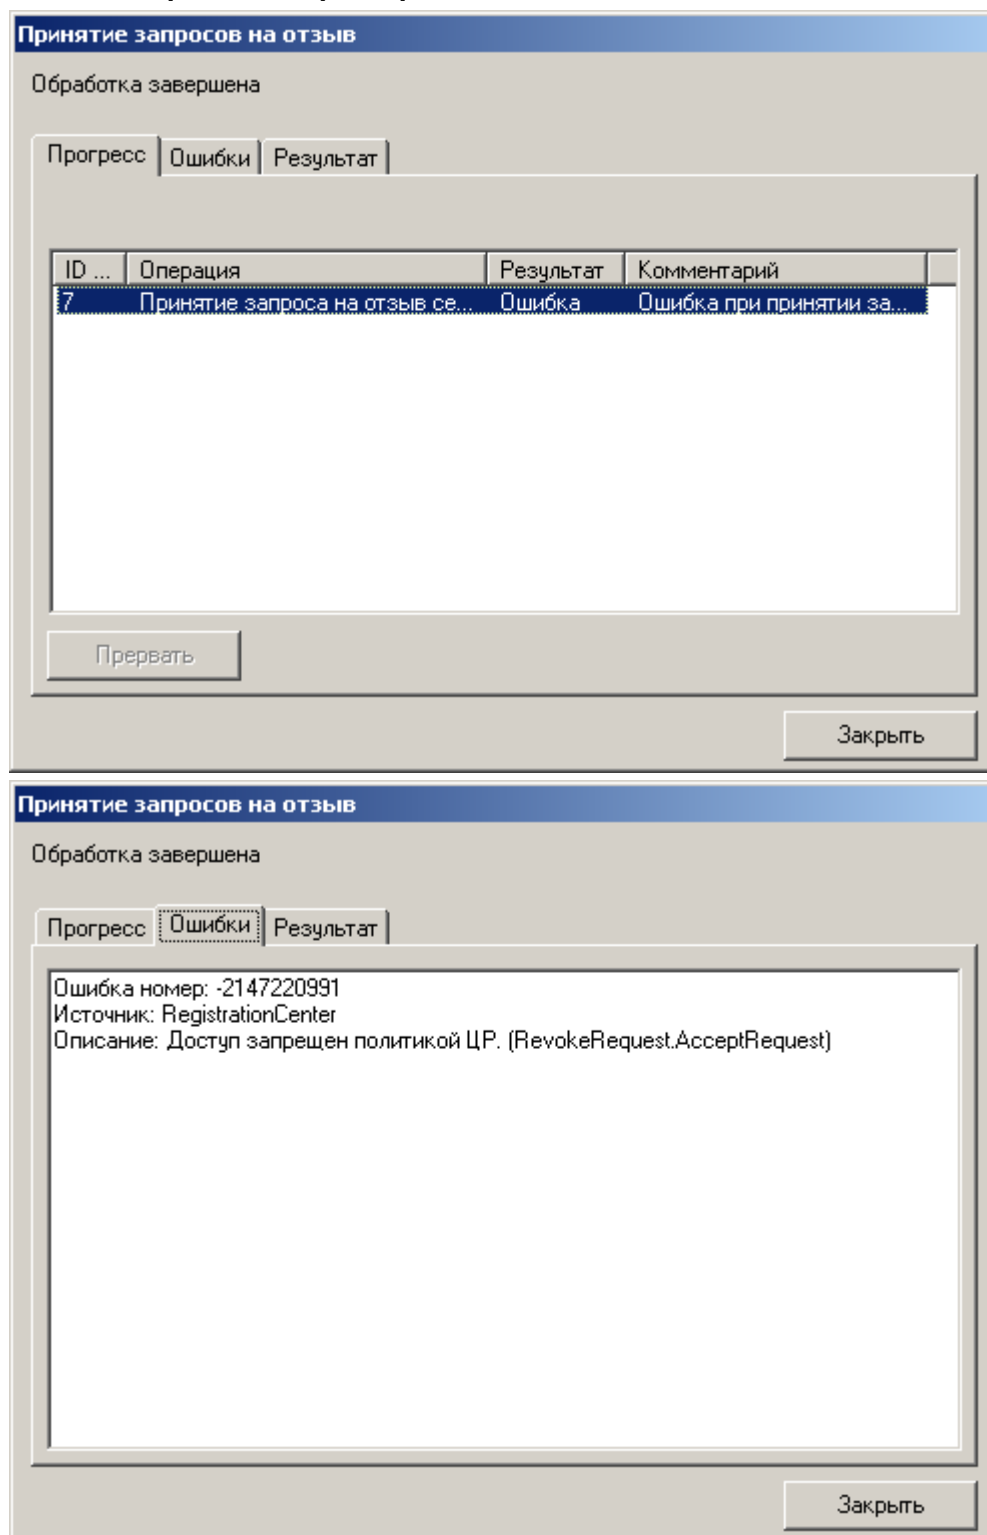 Принятие запросов на отзыв
Обработка завершена
Прогресс Ошибки Результат
ID ... Операция Результат Комментарий
7 Принятие запроса на отзыв се... Ошибка Ошибка при принятии за...
Прервать
Закрыть
Принятие запросов на отзыв
Обработка завершена
Прогресс Ошибки Результат
Ошибка номер: -2147220991
Источник: RegistrationCenter
Описание: Доступ запрещен политикой ЦР. (RevokeRequest.AcceptRequest)
Закрыть